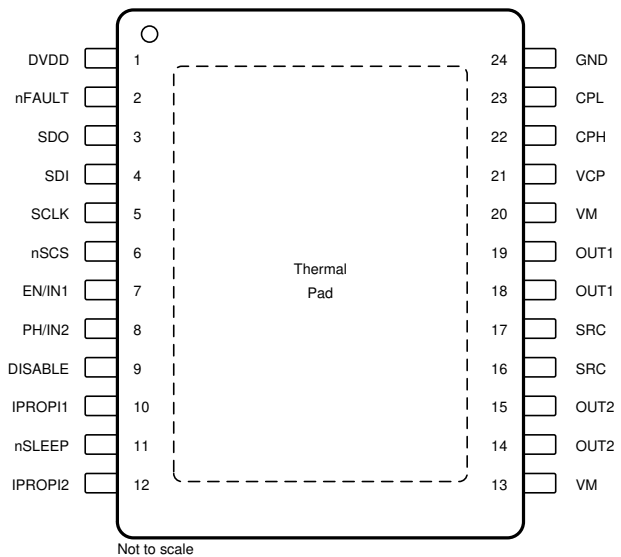 DVDD 1 24 GND
nFAULT 2 23 CPL
SDO 3 22 CPH
SDI 4 21 VCP
SCLK 5 20 VM
nSCS 6 19 OUT1
Thermal
Pad
EN/IN1 7 18 OUT1
PH/IN2 8 17 SRC
DISABLE 9 16 SRC
IPROPI1 10 15 OUT2
nSLEEP 11 14 OUT2
IPROPI2 12 13 VM
Not to scale